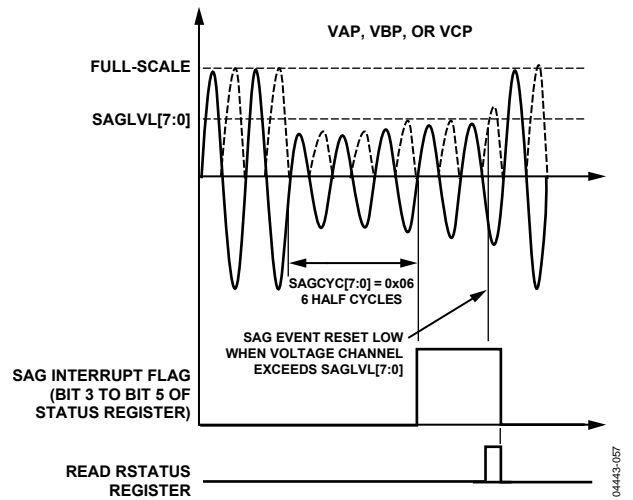 VAP, VBP, OR VCP
FULL-SCALE
SAGLVL[7:0]
SAGCYC[7:0] = 0x06
6 HALF CYCLES
SAG EVENT RESET LOW
WHEN VOLTAGE CHANNEL
EXCEEDS SAGLVL[7:0]
SAG INTERRUPT FLAG
(BIT 3 TO BIT 5 OF
STATUS REGISTER)
READ RSTATUS
REGISTER
04443-057